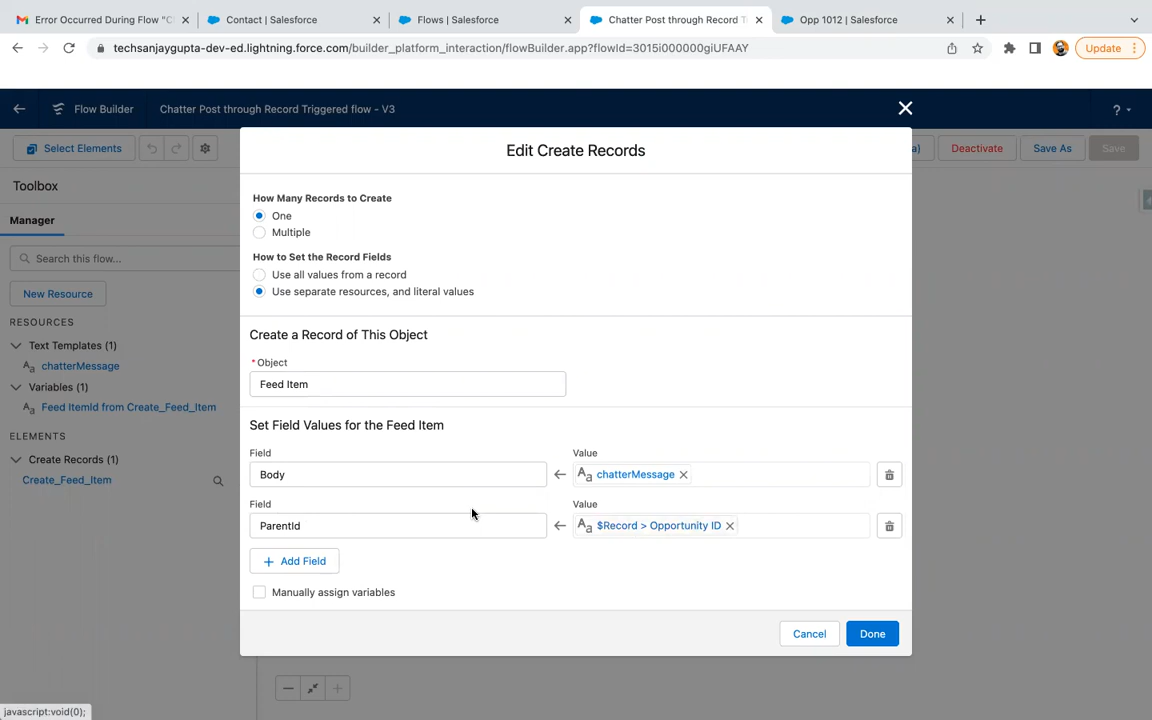 Error Occurred During Flow "C
Contact | Salesforce
Flows | Salesforce
Chatter Post through Record T
Opp 1012 | Salesforce
techsanjaygupta-dev-ed.lightning.force.com/builder_platform_interaction/flowBuilder.app?flowId=3015i000000giUFAAY
Update
Flow Builder
Chatter Post through Record Triggered flow - V3
?
Select Elements
Edit Create Records
a)
Deactivate
Save As
Save
Toolbox
Manager
Search this flow...
New Resource
RESOURCES
Text Templates (1)
chatterMessage
Variables (1)
Feed ItemId from Create_Feed_Item
ELEMENTS
Create Records (1)
Create_Feed_Item
How Many Records to Create
One
Multiple
How to Set the Record Fields
Use all values from a record
Use separate resources, and literal values
Create a Record of This Object
*Object
Feed Item
Set Field Values for the Feed Item
Field
Value
Body
Aa chatterMessage
Field
Value
ParentId
Aa $Record > Opportunity ID
+ Add Field
Manually assign variables
Cancel
Done
javascript:void(0);